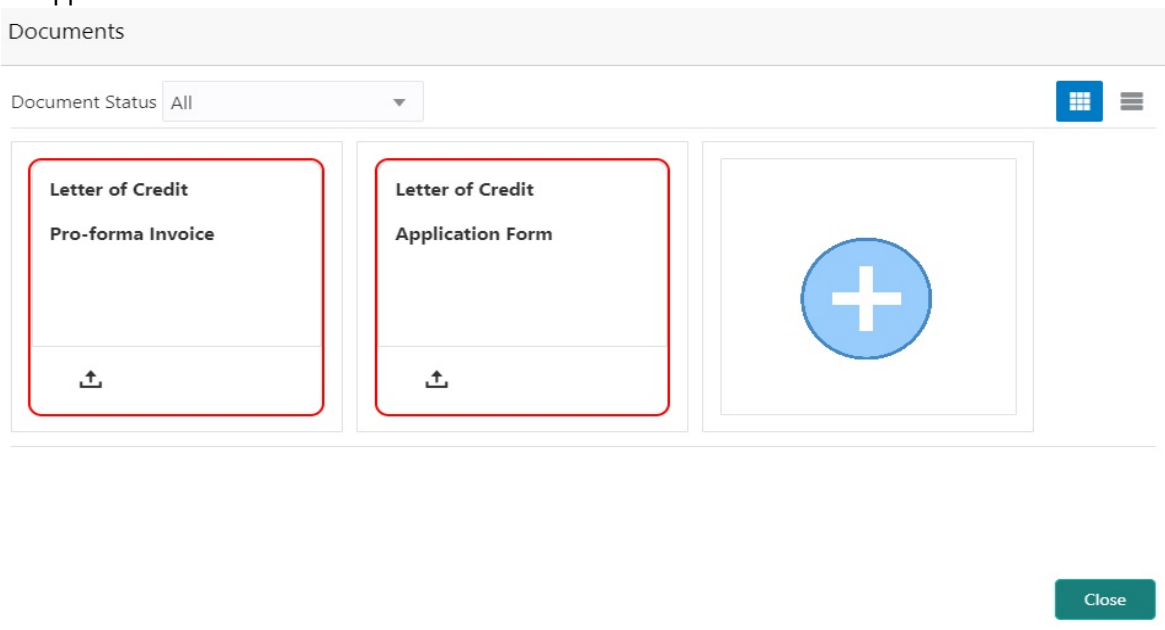 Documents
Document Status All
Letter of Credit
Pro-forma Invoice
Letter of Credit
Application Form
Close